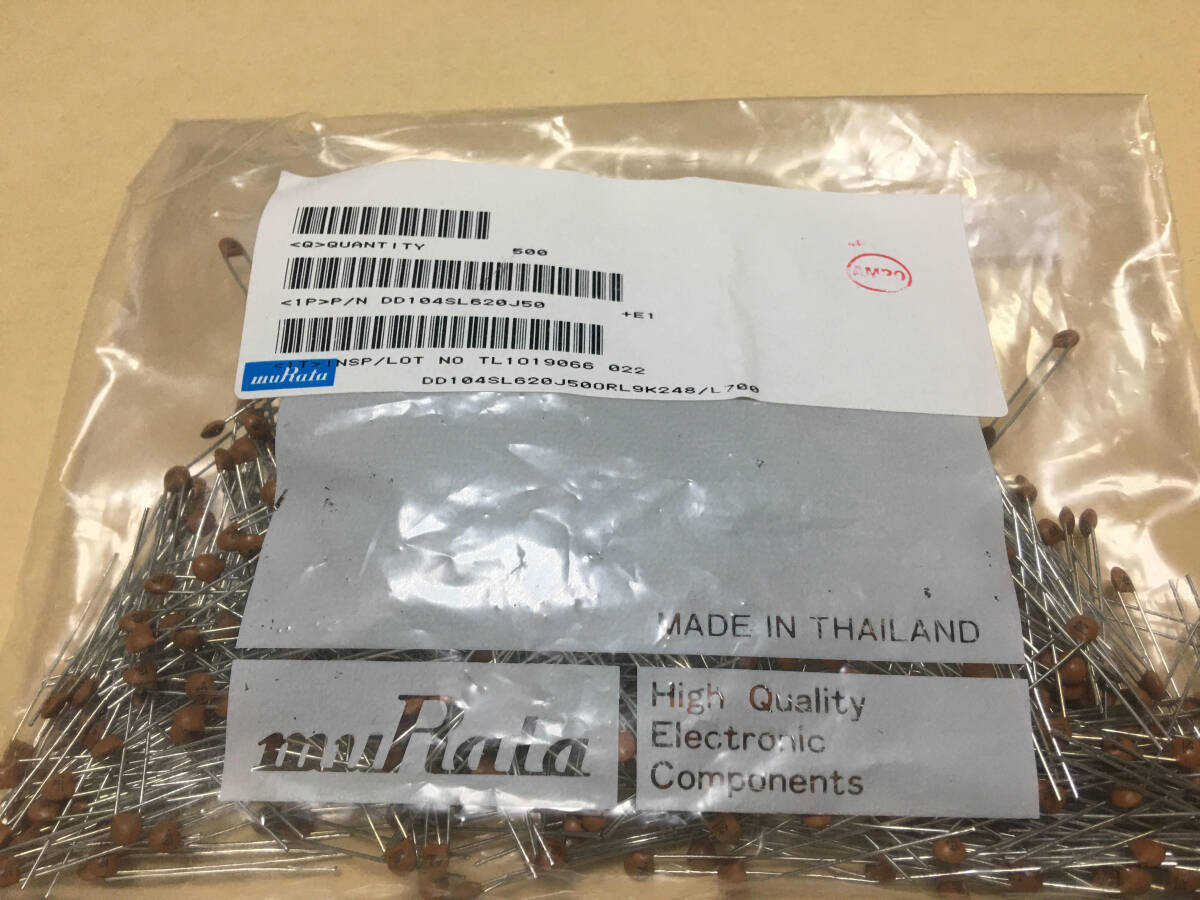 <Q>QUANTITY 500
<1P>P/N DD104SL620J50 +E1
<1T>INSP/LOT NO TL1019066 022
muRata
DD104SL620J500RL9K248/L700
MADE IN THAILAND
muRata
High Quality
Electronic
Components